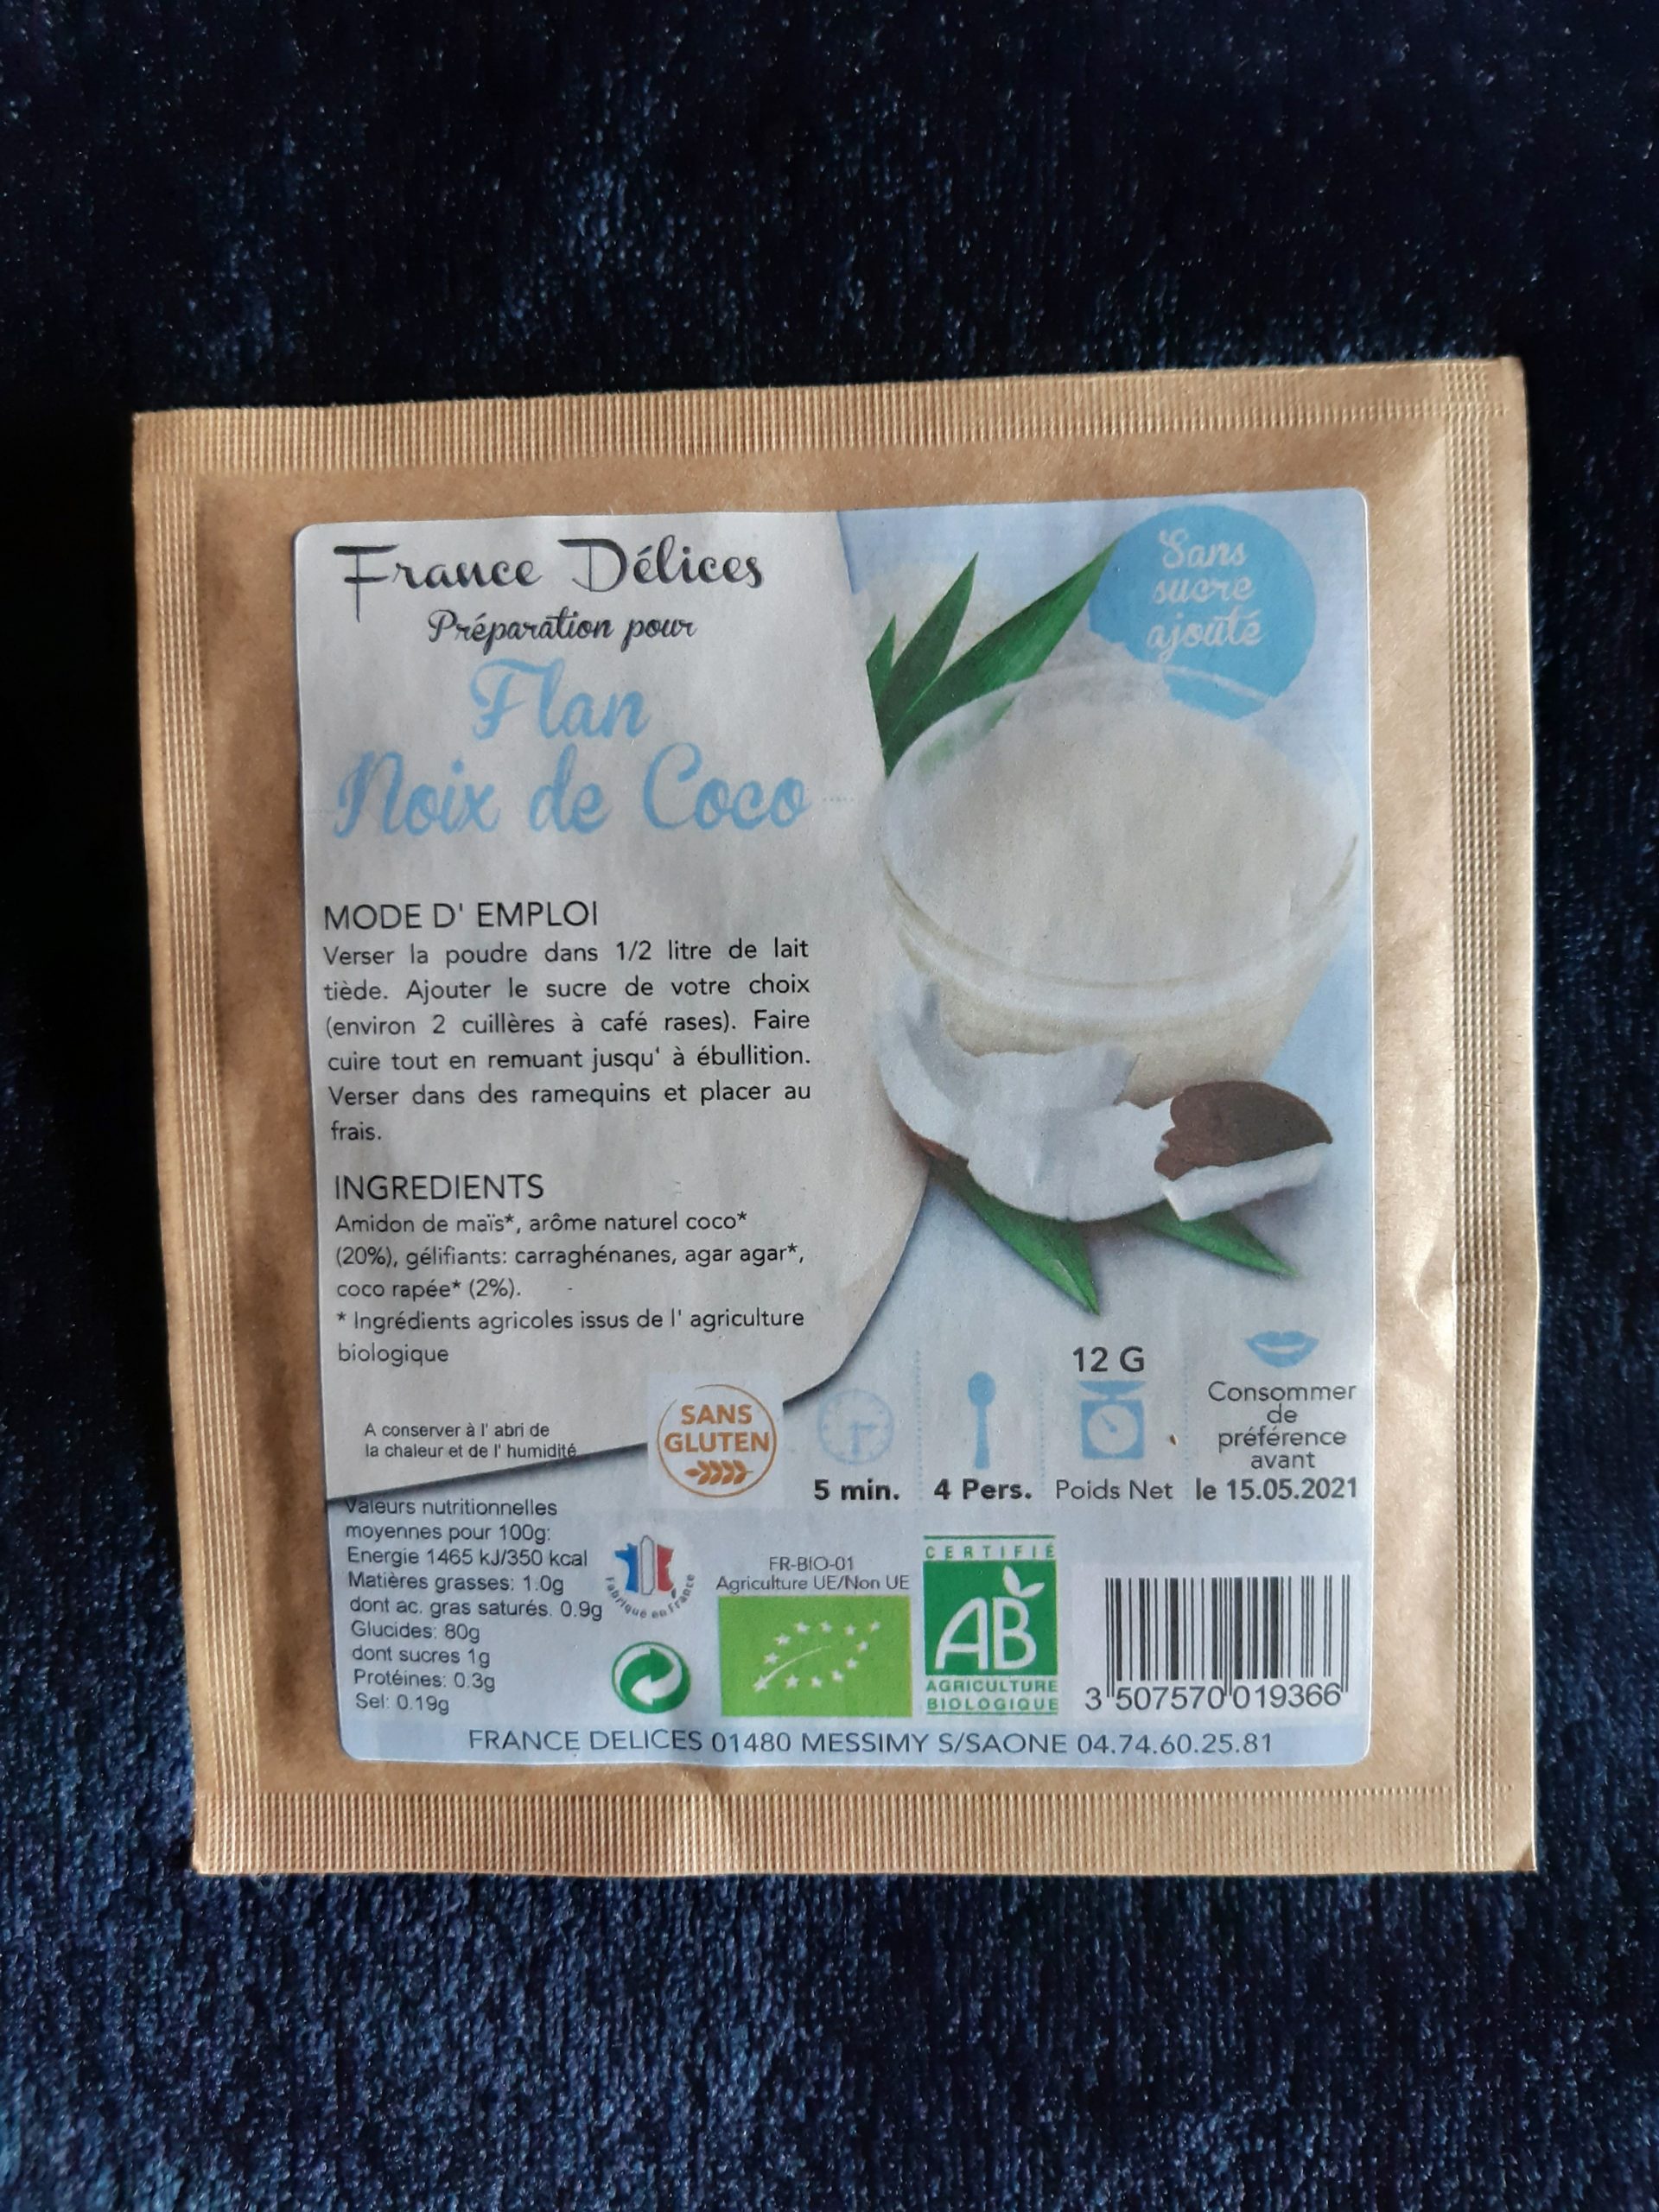 France Délices
Préparation pour
Flan
Noix de Coco
Sans
sucre
ajouté
MODE D' EMPLOI
Verser la poudre dans 1/2 litre de lait
tiède. Ajouter le sucre de votre choix
(environ 2 cuillères à café rases). Faire
cuire tout en remuant jusqu' à ébullition.
Verser dans des ramequins et placer au
frais.
INGREDIENTS
Amidon de maïs*, arôme naturel coco*
(20%), gélifiants: carraghénanes, agar agar*,
coco rapée* (2%).
* Ingrédients agricoles issus de l' agriculture
biologique
A conserver à l' abri de
la chaleur et de l' humidité
SANS
GLUTEN
5 min.
4 Pers.
12 G
Poids Net
Consommer
de
préférence
avant
le 15.05.2021
Valeurs nutritionnelles
moyennes pour 100g:
Energie 1465 kJ/350 kcal
Matières grasses: 1.0g
dont ac. gras saturés. 0.9g
Glucides: 80g
dont sucres 1g
Protéines: 0.3g
Sel: 0.19g
Fabriqué en France
FR-BIO-01
Agriculture UE/Non UE
CERTIFIÉ
AB
AGRICULTURE
BIOLOGIQUE
3 507570 019366
FRANCE DELICES 01480 MESSIMY S/SAONE 04.74.60.25.81